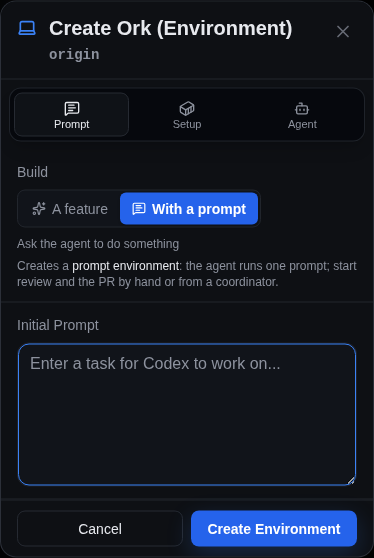 Create Ork (Environment)
origin
Prompt
Setup
Agent
Build
A feature
With a prompt
Ask the agent to do something
Creates a prompt environment: the agent runs one prompt; start
review and the PR by hand or from a coordinator.
Initial Prompt
Enter a task for Codex to work on...
Cancel
Create Environment